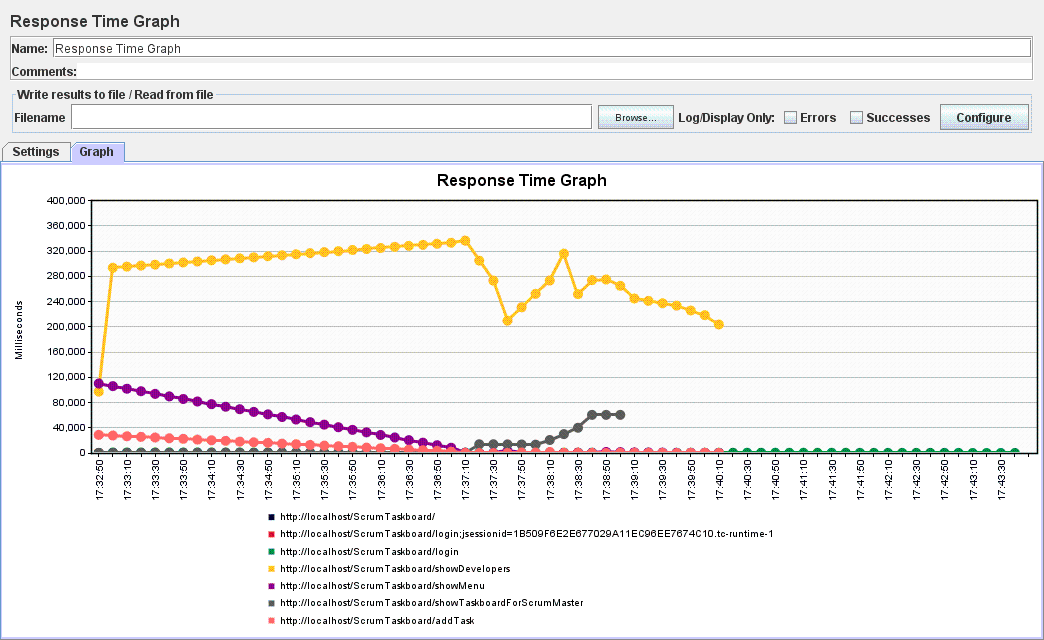 Response Time Graph
Name: Response Time Graph
Comments:
Write results to file / Read from file
Filename Browse... Log/Display Only: Errors Successes Configure
Settings Graph
Response Time Graph
Milliseconds
400,000
360,000
320,000
280,000
240,000
200,000
160,000
120,000
80,000
40,000
0
17:32:50 17:33:10 17:33:30 17:33:50 17:34:10 17:34:30 17:34:50 17:35:10 17:35:30 17:35:50 17:36:10 17:36:30 17:36:50 17:37:10 17:37:30 17:37:50 17:38:10 17:38:30 17:38:50 17:39:10 17:39:30 17:39:50 17:40:10 17:40:30 17:40:50 17:41:10 17:41:30 17:41:50 17:42:10 17:42:30 17:42:50 17:43:10 17:43:30
http://localhost/ScrumTaskboard/
http://localhost/ScrumTaskboard/login;jsessionid=1B509F6E2E677029A11EC96EE7674C10.tc-runtime-1
http://localhost/ScrumTaskboard/login
http://localhost/ScrumTaskboard/showDevelopers
http://localhost/ScrumTaskboard/showMenu
http://localhost/ScrumTaskboard/showTaskboardForScrumMaster
http://localhost/ScrumTaskboard/addTask